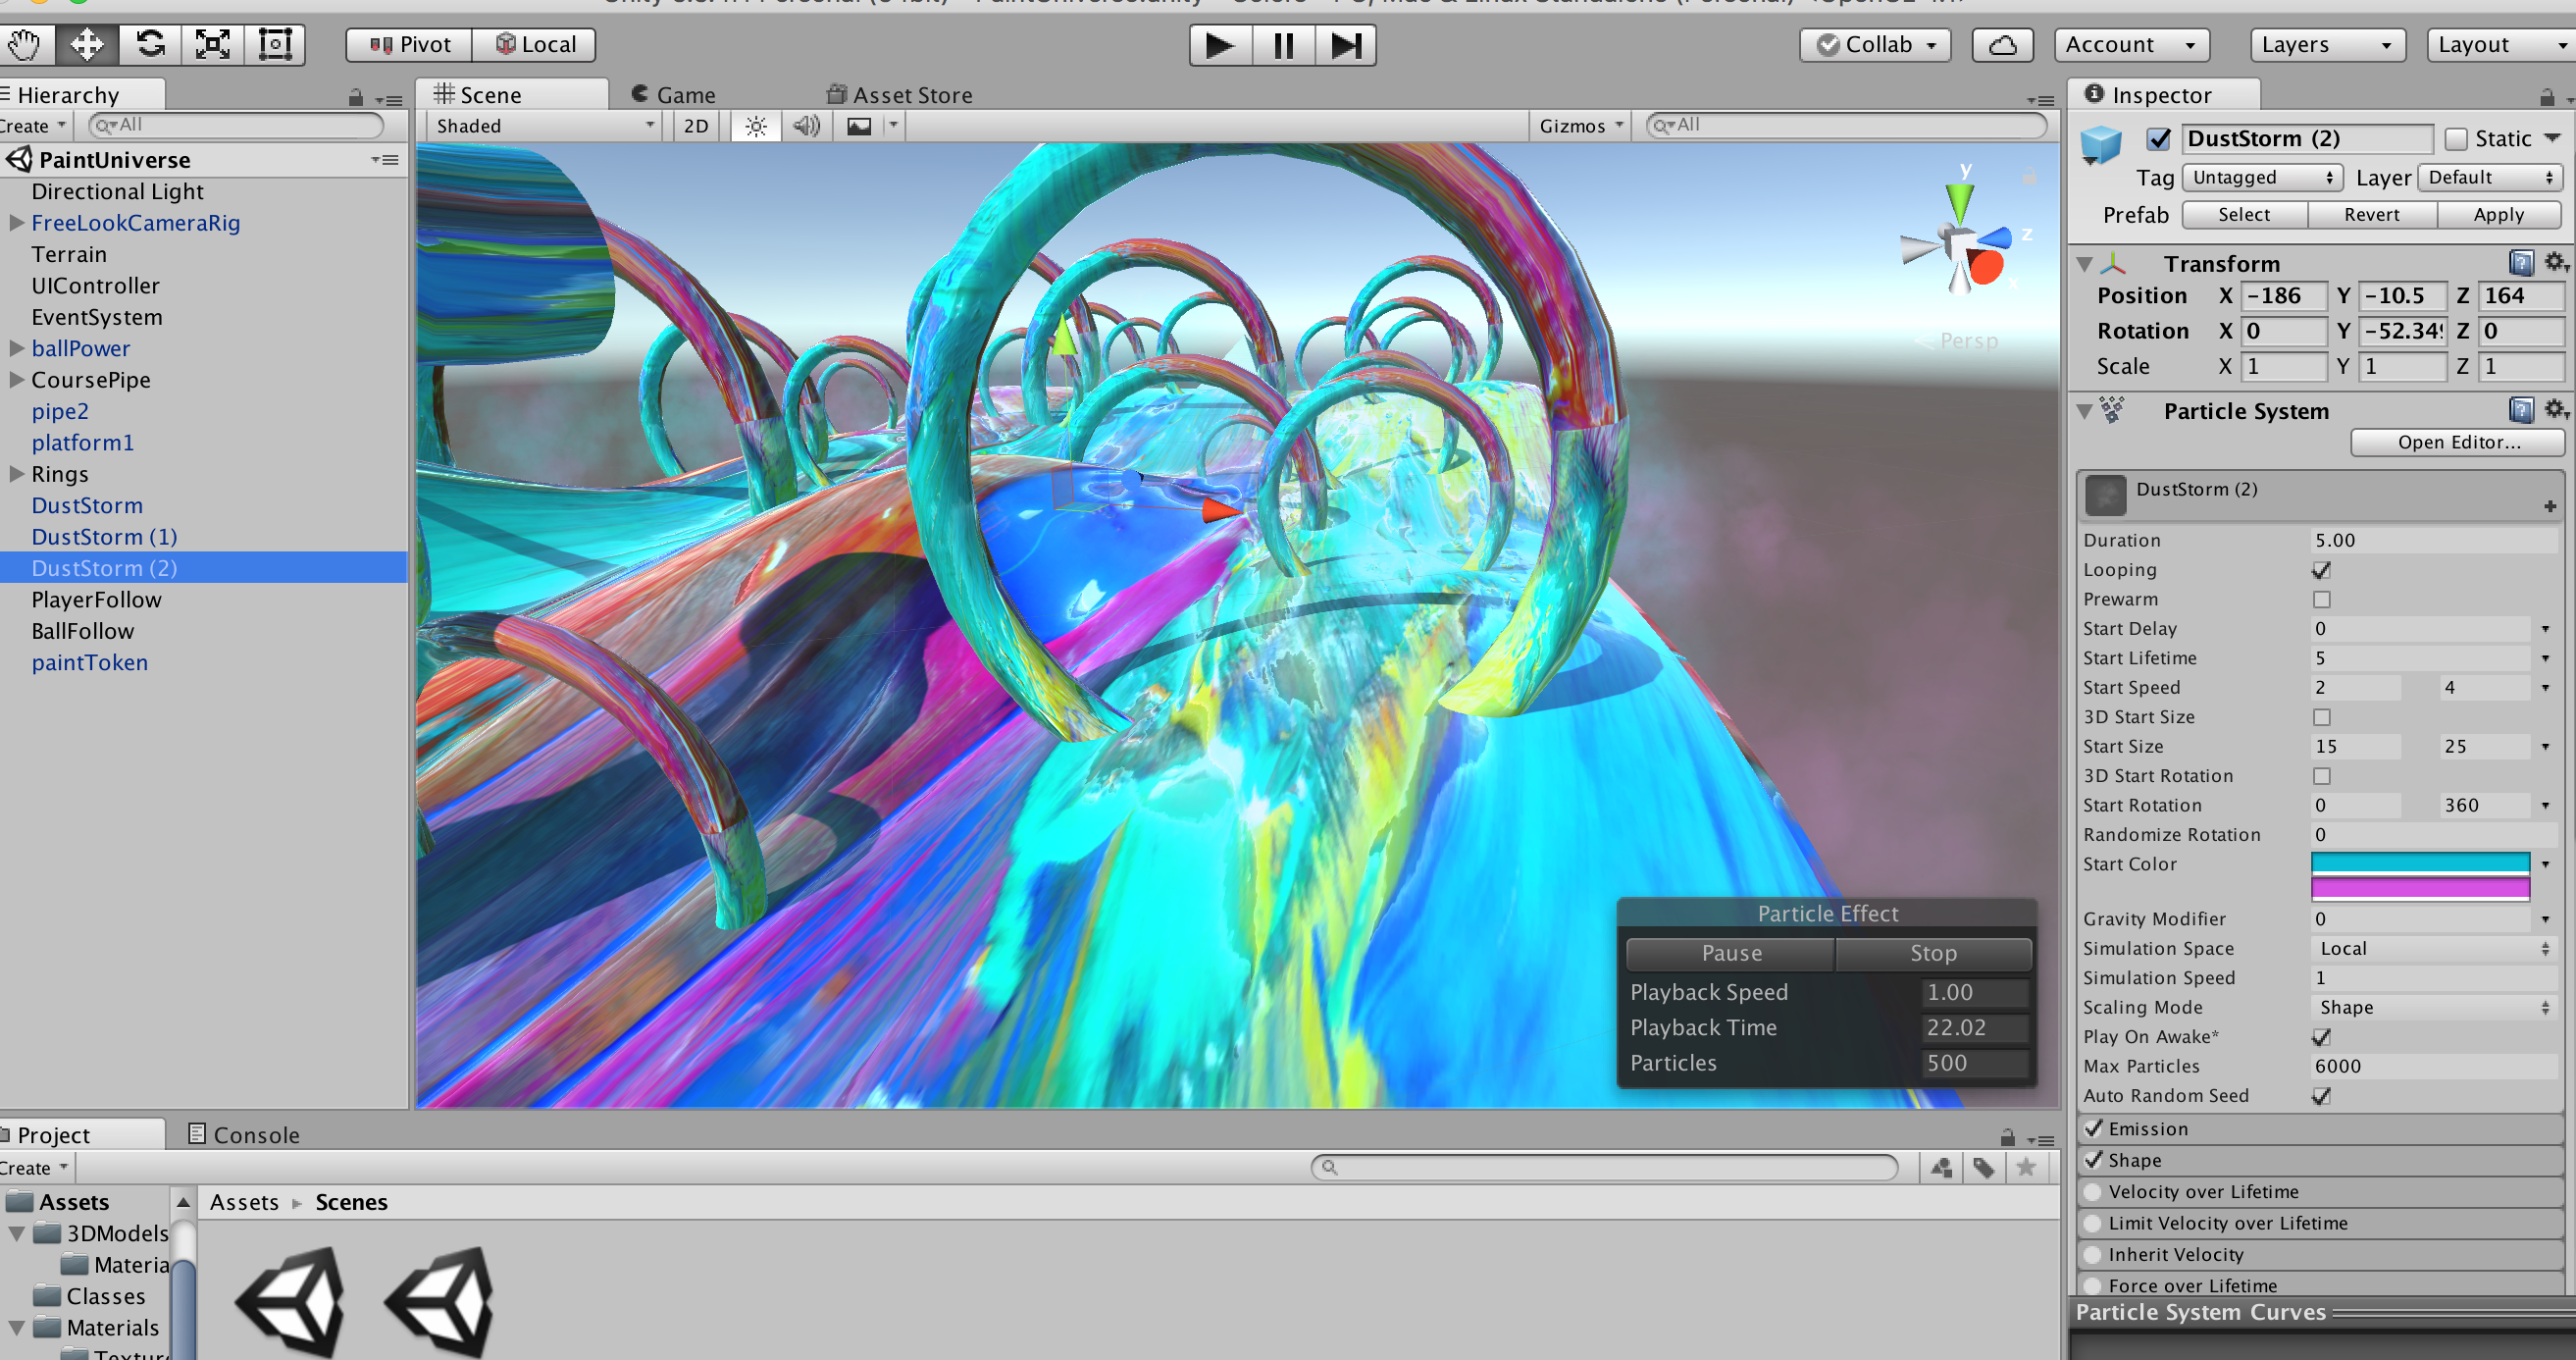 Pivot Local Collab Account Layers Layout
Hierarchy
Create All
PaintUniverse
Directional Light
FreeLookCameraRig
Terrain
UIController
EventSystem
ballPower
CoursePipe
pipe2
platform1
Rings
DustStorm
DustStorm (1)
DustStorm (2)
PlayerFollow
BallFollow
paintToken
Scene Game Asset Store
Shaded 2D Gizmos All
y
z
x
Persp
Particle Effect
Pause Stop
Playback Speed 1.00
Playback Time 22.02
Particles 500
Inspector
DustStorm (2) Static
Tag Untagged Layer Default
Prefab Select Revert Apply
Transform
Position X -186 Y -10.5 Z 164
Rotation X 0 Y -52.349 Z 0
Scale X 1 Y 1 Z 1
Particle System
Open Editor...
DustStorm (2)
Duration 5.00
Looping
Prewarm
Start Delay 0
Start Lifetime 5
Start Speed 2 4
3D Start Size
Start Size 15 25
3D Start Rotation
Start Rotation 0 360
Randomize Rotation 0
Start Color
Gravity Modifier 0
Simulation Space Local
Simulation Speed 1
Scaling Mode Shape
Play On Awake*
Max Particles 6000
Auto Random Seed
Emission
Shape
Velocity over Lifetime
Limit Velocity over Lifetime
Inherit Velocity
Force over Lifetime
Particle System Curves
Project Console
Create
Assets
3DModels
Materia
Classes
Materials
Textur
Assets Scenes